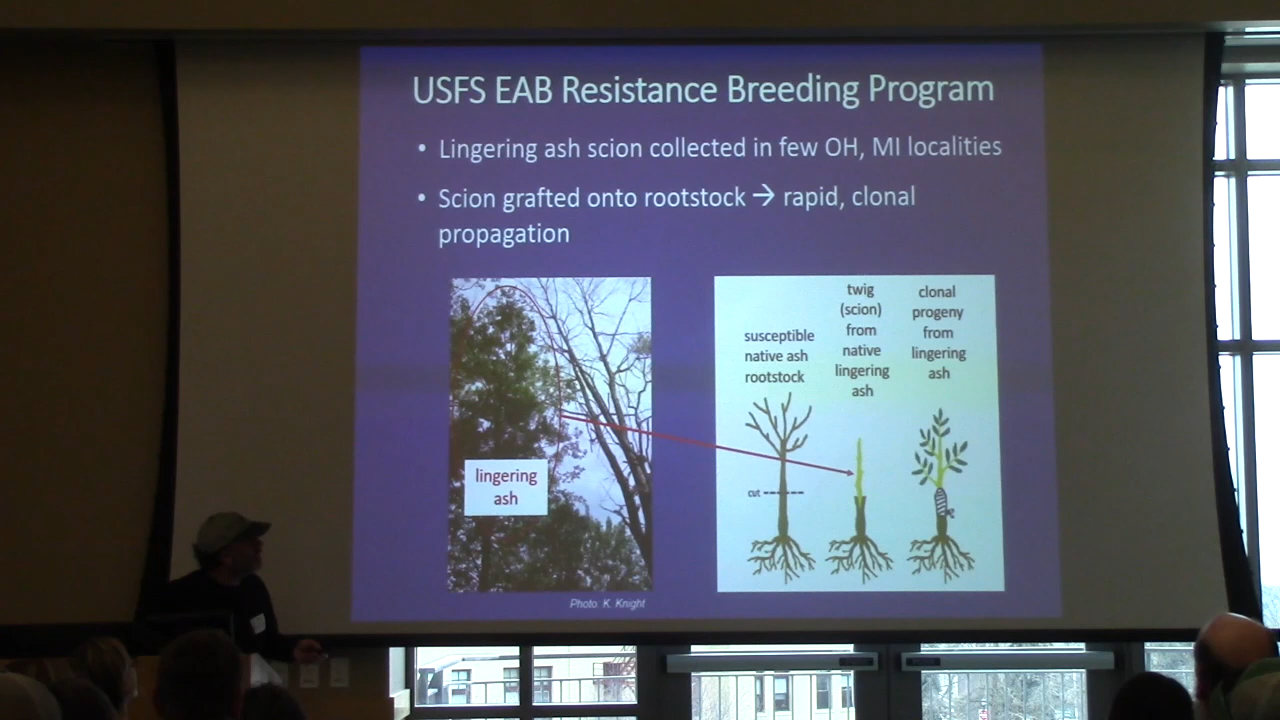 USFS EAB Resistance Breeding Program
• Lingering ash scion collected in few OH, MI localities
• Scion grafted onto rootstock → rapid, clonal
propagation
lingering
ash
Photo: K. Knight
susceptible
native ash
rootstock
cut
twig
(scion)
from
native
lingering
ash
clonal
progeny
from
lingering
ash